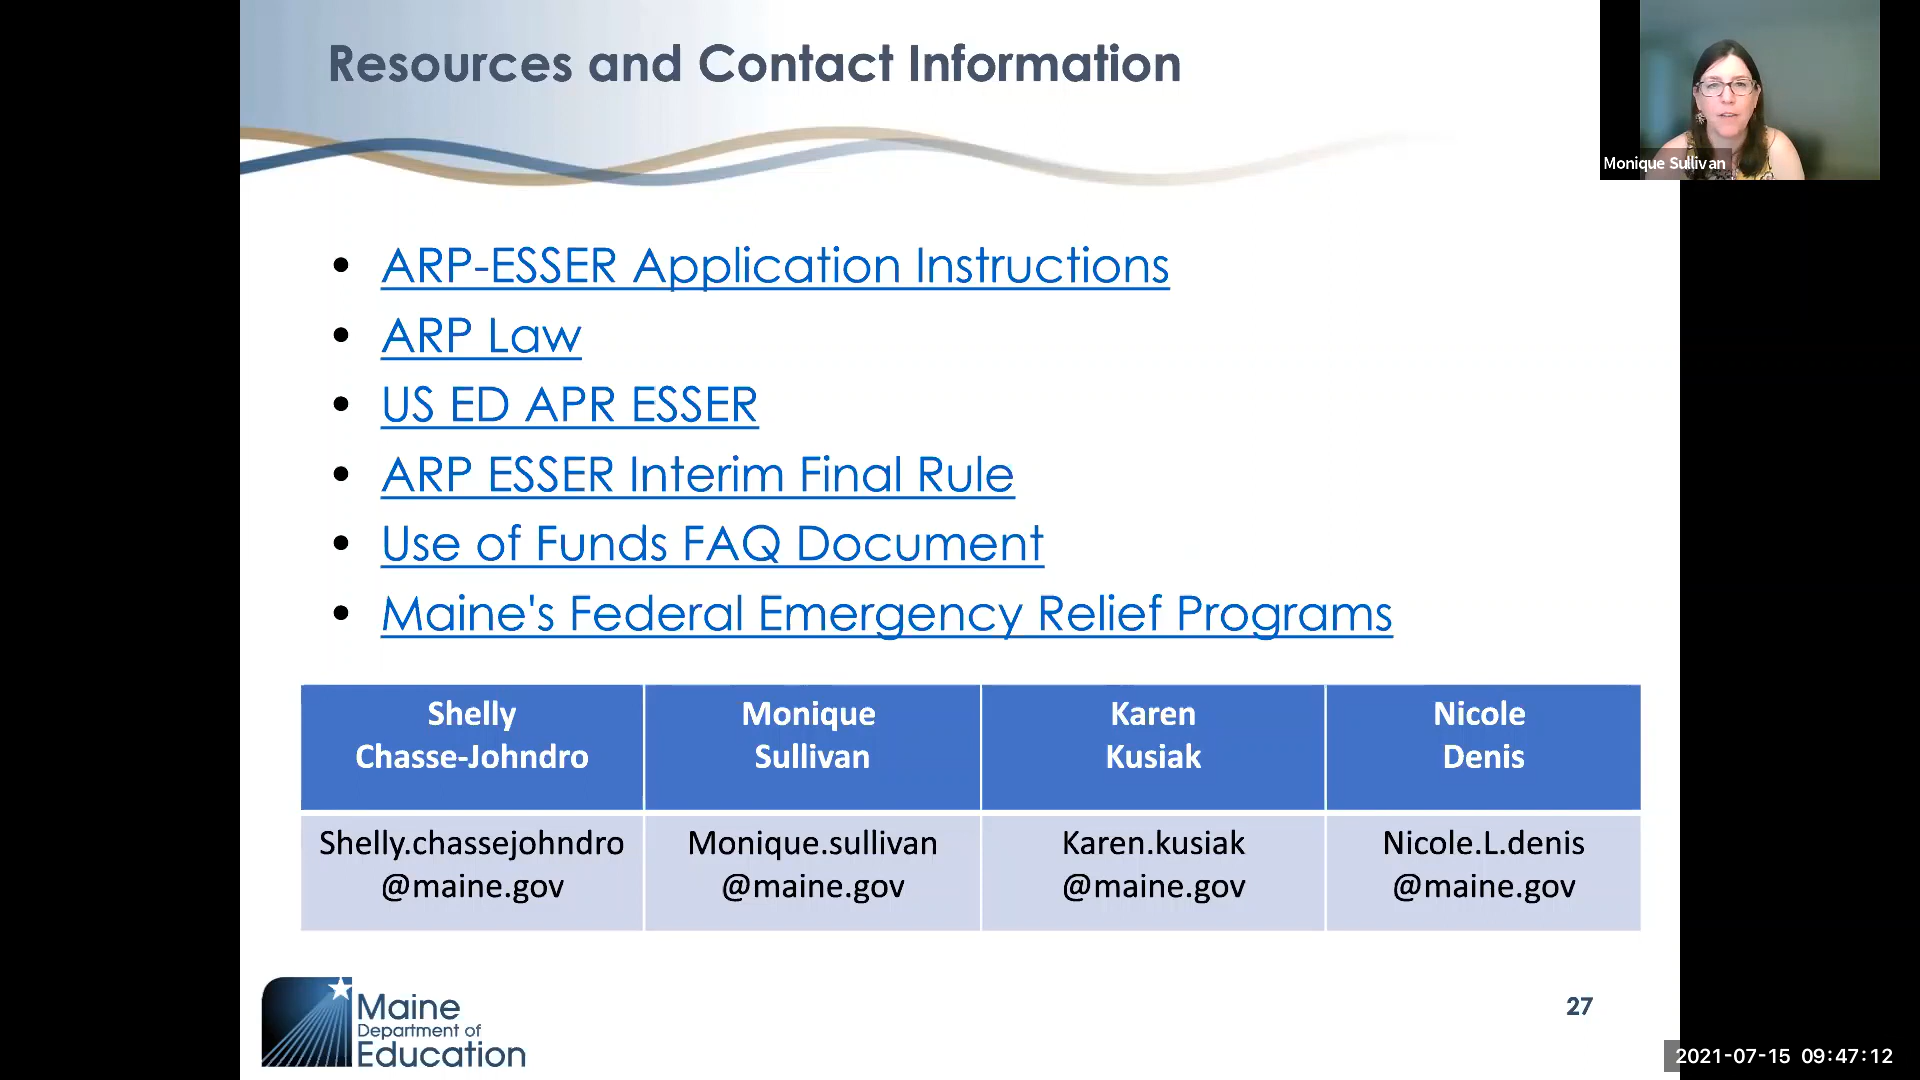 Resources and Contact Information
Monique Sullivan
• ARP-ESSER Application Instructions
• ARP Law
• US ED APR ESSER
• ARP ESSER Interim Final Rule
• Use of Funds FAQ Document
• Maine's Federal Emergency Relief Programs
Shelly
Chasse-Johndro
Monique
Sullivan
Karen
Kusiak
Nicole
Denis
Shelly.chassejohndro
@maine.gov
Monique.sullivan
@maine.gov
Karen.kusiak
@maine.gov
Nicole.L.denis
@maine.gov
Maine
Department of
Education
27
2021-07-15 09:47:12